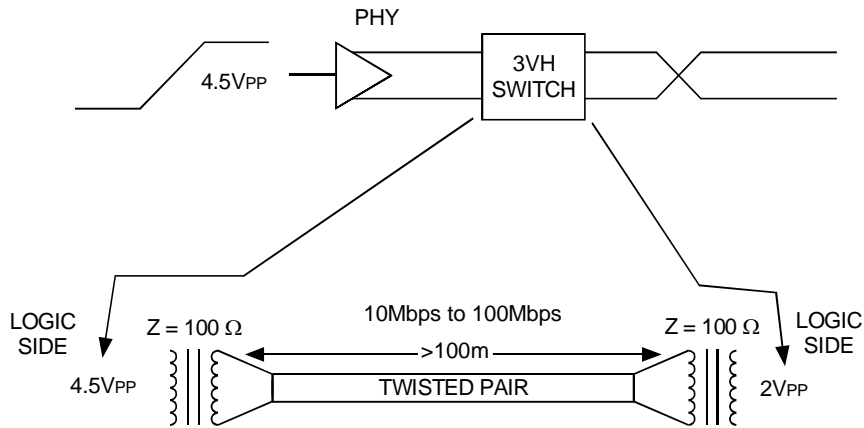 PHY
4.5VPP
3VH
SWITCH
10Mbps to 100Mbps
LOGIC
SIDE
Z = 100 Ω
Z = 100 Ω
LOGIC
SIDE
>100m
4.5VPP
TWISTED PAIR
2VPP